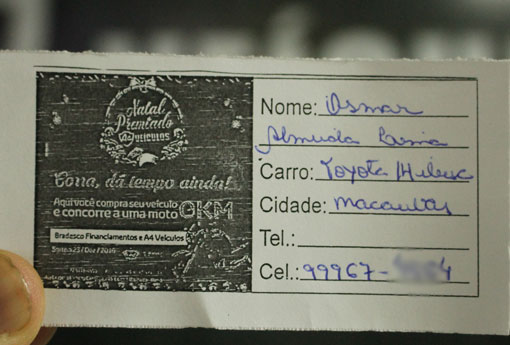 Natal
Premiado
A4 VEÍCULOS
Corra, dá tempo ainda!
Aqui você compra seu veículo
e concorre a uma moto 0KM
Bradesco Financiamentos e A4 Veículos
Nome: Osmar
Almeida
Carro: Toyota Hilux
Cidade: Macaubas
Tel.:
Cel.: 99967-